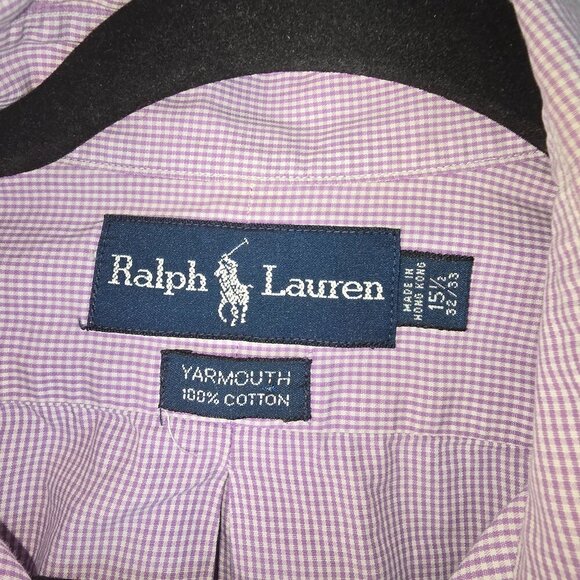 Ralph Lauren
MADE IN
HONG KONG
15½
32/33
YARMOUTH
100% COTTON